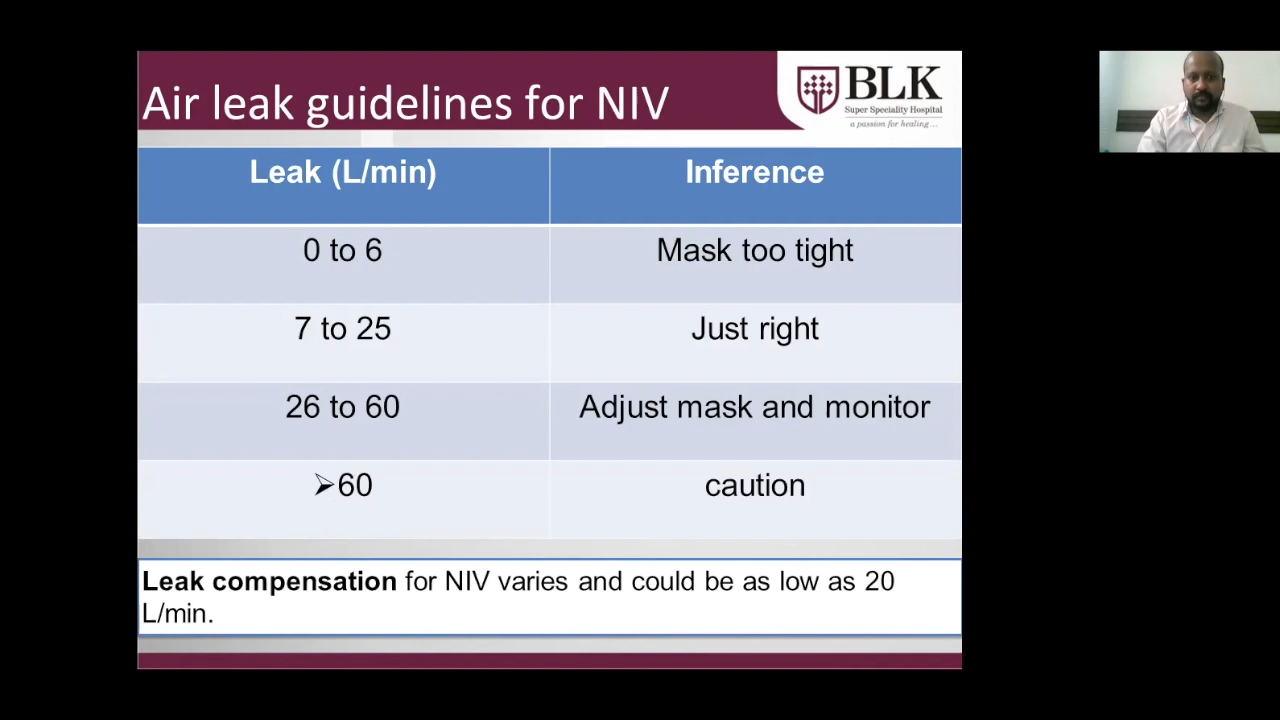 Air leak guidelines for NIV
BLK
Super Speciality Hospital
a passion for healing...
Leak (L/min)
Inference
0 to 6
Mask too tight
7 to 25
Just right
26 to 60
Adjust mask and monitor
➢60
caution
Leak compensation for NIV varies and could be as low as 20
L/min.